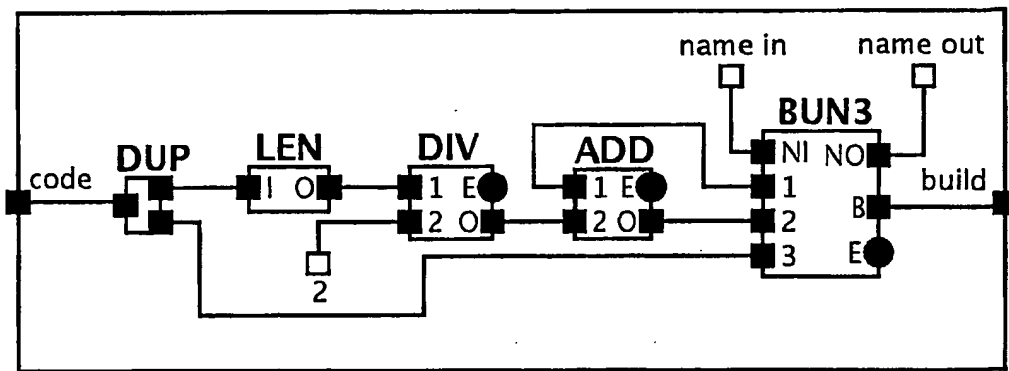 name in
name out
BUN3
DUP
LEN
DIV
ADD
code
I O
1 E
2 O
1 E
2 O
NI NO
1
2
3
B
E
build
2